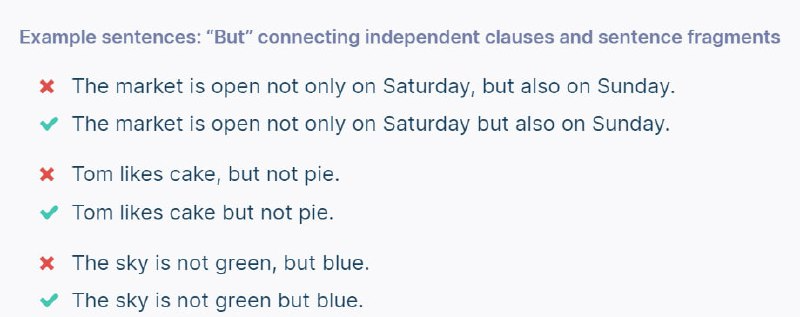 Example sentences: “But” connecting independent clauses and sentence fragments
The market is open not only on Saturday, but also on Sunday.
The market is open not only on Saturday but also on Sunday.
Tom likes cake, but not pie.
Tom likes cake but not pie.
The sky is not green, but blue.
The sky is not green but blue.